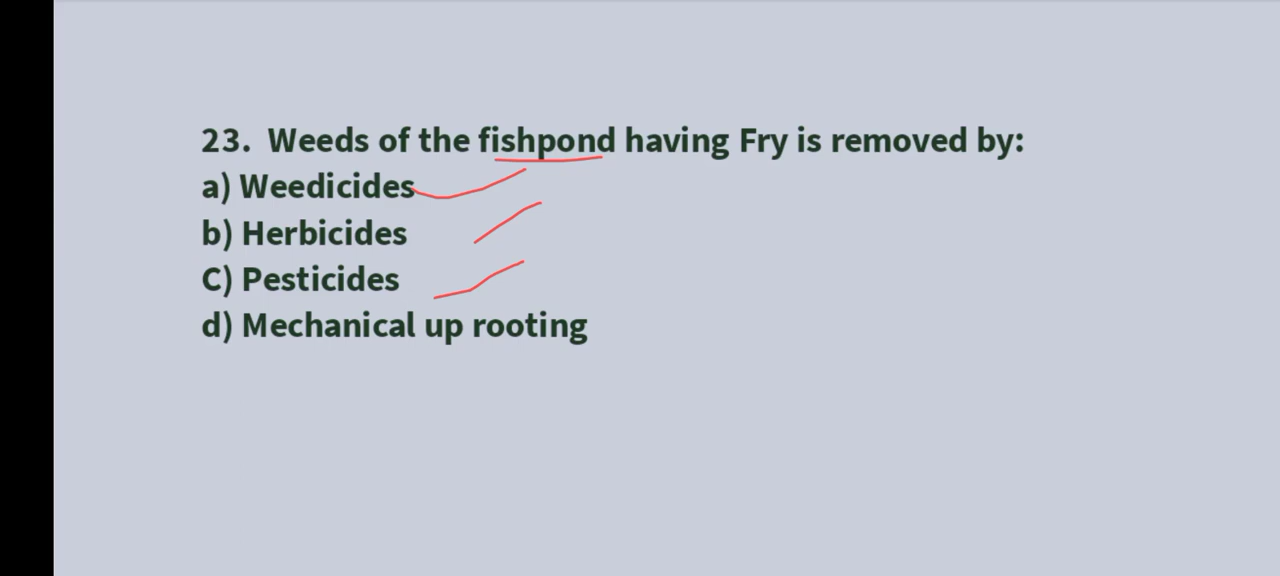 23. Weeds of the fishpond having Fry is removed by:
a) Weedicides
b) Herbicides
C) Pesticides
d) Mechanical up rooting